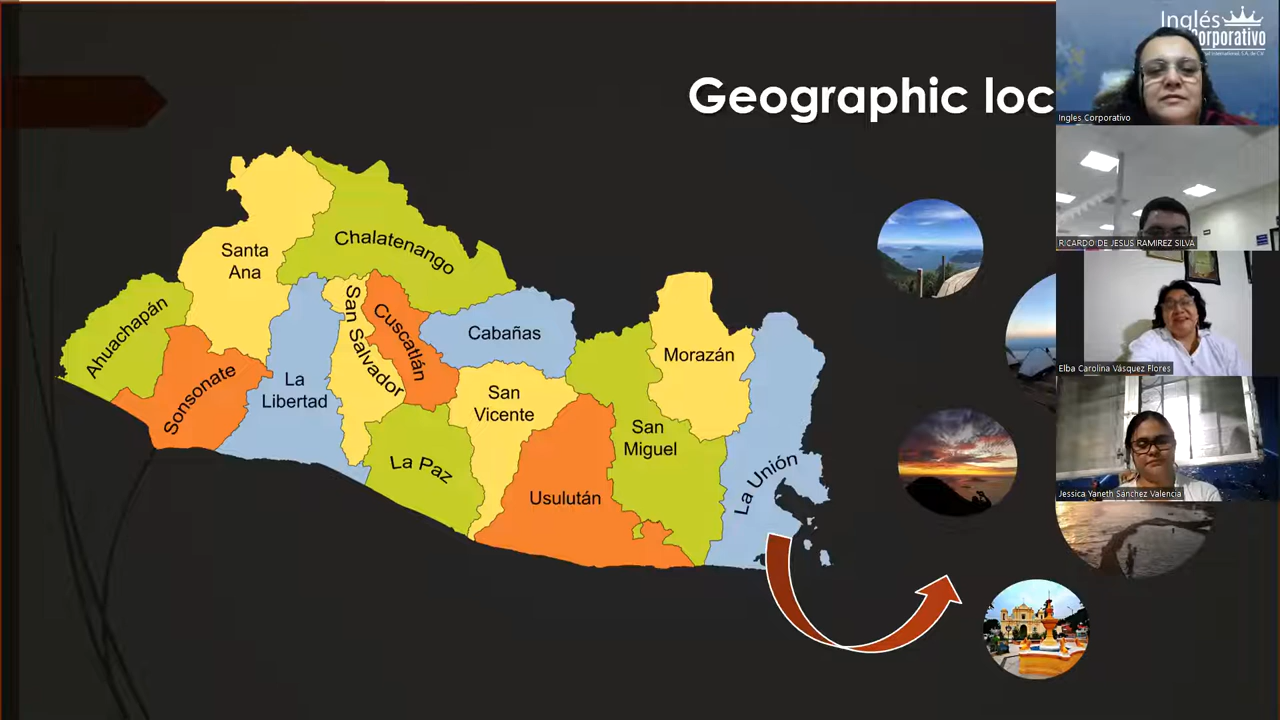 Geographic loc
Inglés
Corporativo
Ingles Corporativo
RICARDO DE JESUS RAMIREZ SILVA
Elba Carolina Vásquez Flores
Jessica Yaneth Sánchez Valencia
Santa
Ana
Chalatenango
Ahuachapán
Sonsonate
La
Libertad
San Salvador
Cuscatlán
Cabañas
San
Vicente
La Paz
Usulután
San
Miguel
Morazán
La Unión